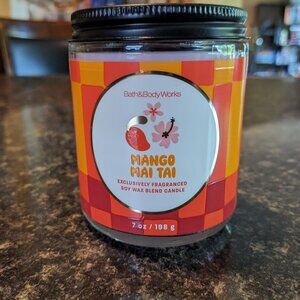 Bath&BodyWorks
MANGO
MAI TAI
EXCLUSIVELY FRAGRANCED
SOY WAX BLEND CANDLE
7 oz / 198 g